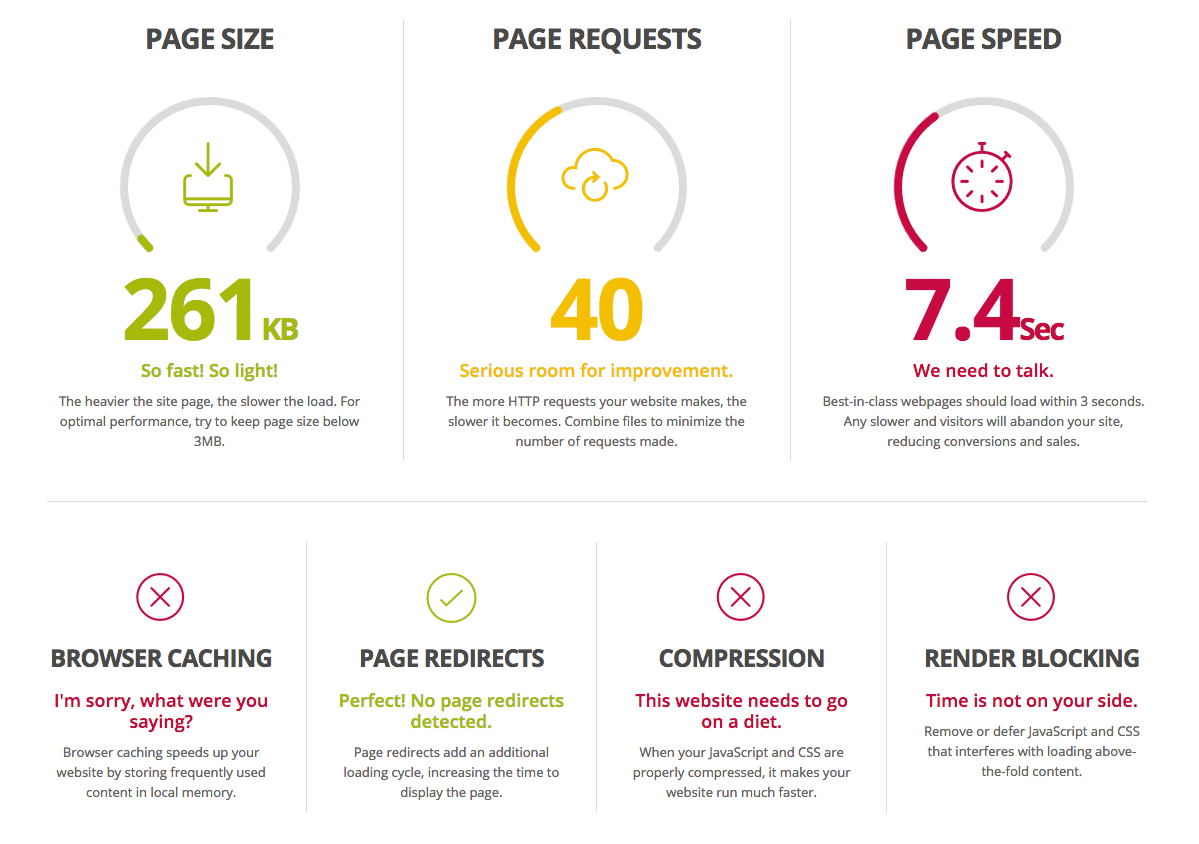 PAGE SIZE
261 KB
So fast! So light!
The heavier the site page, the slower the load. For
optimal performance, try to keep page size below
3MB.
PAGE REQUESTS
40
Serious room for improvement.
The more HTTP requests your website makes, the
slower it becomes. Combine files to minimize the
number of requests made.
PAGE SPEED
7.4Sec
We need to talk.
Best-in-class webpages should load within 3 seconds.
Any slower and visitors will abandon your site,
reducing conversions and sales.
BROWSER CACHING
I'm sorry, what were you
saying?
Browser caching speeds up your
website by storing frequently used
content in local memory.
PAGE REDIRECTS
Perfect! No page redirects
detected.
Page redirects add an additional
loading cycle, increasing the time to
display the page.
COMPRESSION
This website needs to go
on a diet.
When your JavaScript and CSS are
properly compressed, it makes your
website run much faster.
RENDER BLOCKING
Time is not on your side.
Remove or defer JavaScript and CSS
that interferes with loading above-
the-fold content.